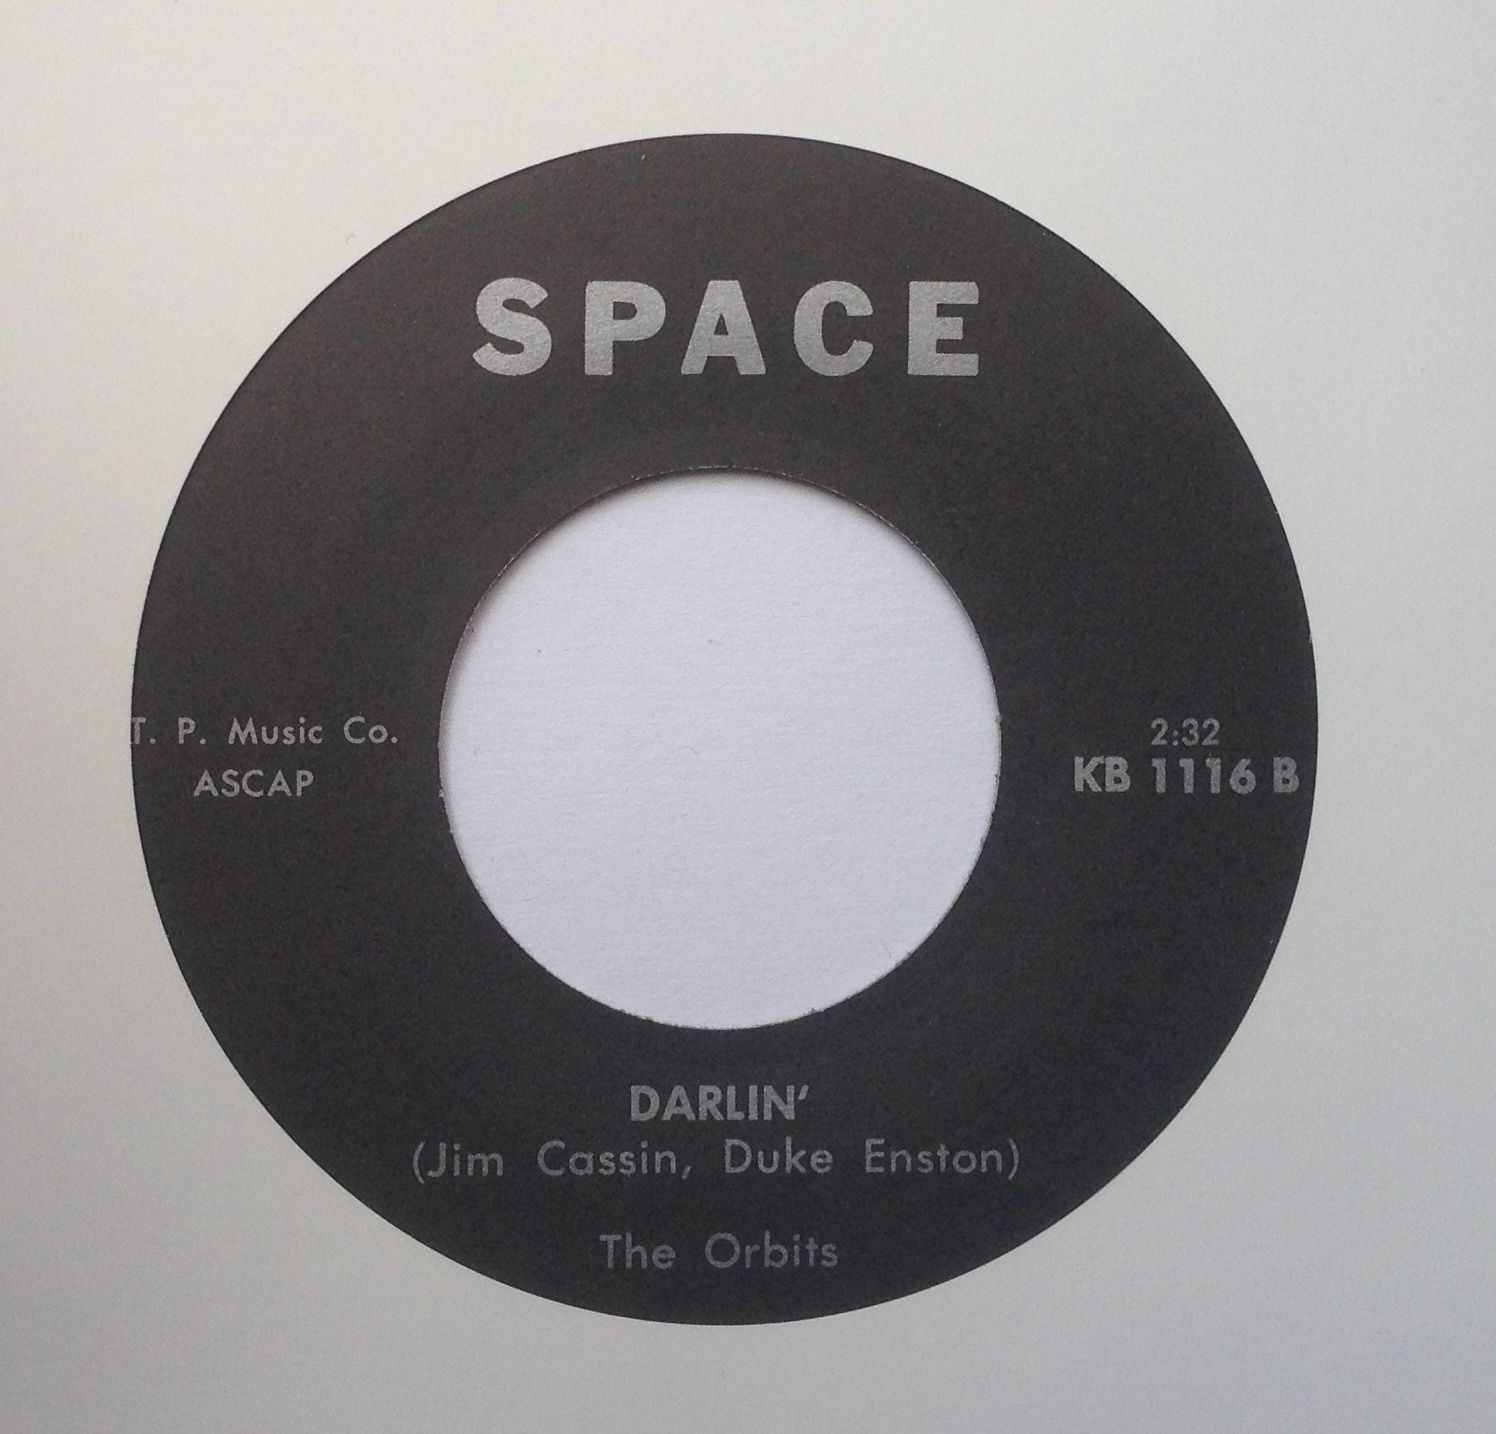 SPACE
T. P. Music Co.
ASCAP
2:32
KB 1116 B
DARLIN'
(Jim Cassin, Duke Enston)
The Orbits